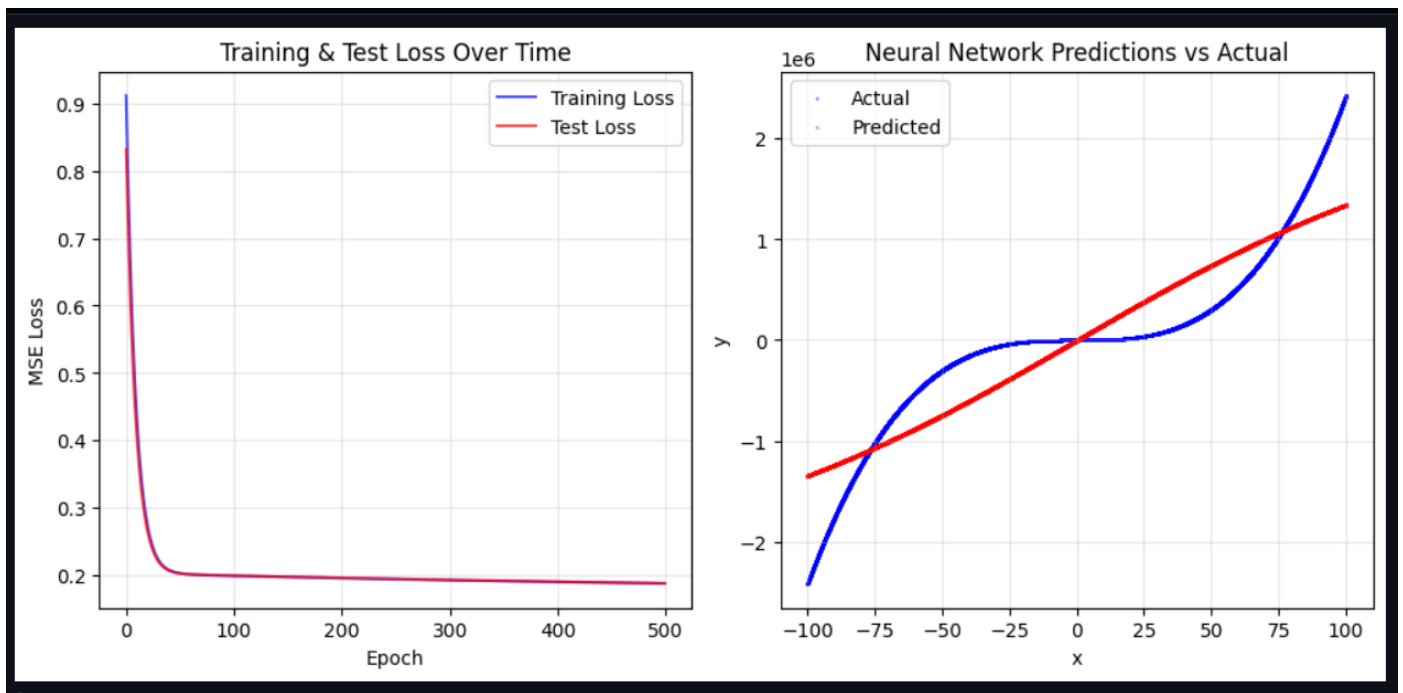 Training & Test Loss Over Time
Training Loss
Test Loss
0.9
0.8
0.7
0.6
0.5
0.4
0.3
0.2
MSE Loss
0 100 200 300 400 500
Epoch
Neural Network Predictions vs Actual
1e6
Actual
Predicted
2
1
0
−1
−2
y
−100 −75 −50 −25 0 25 50 75 100
x